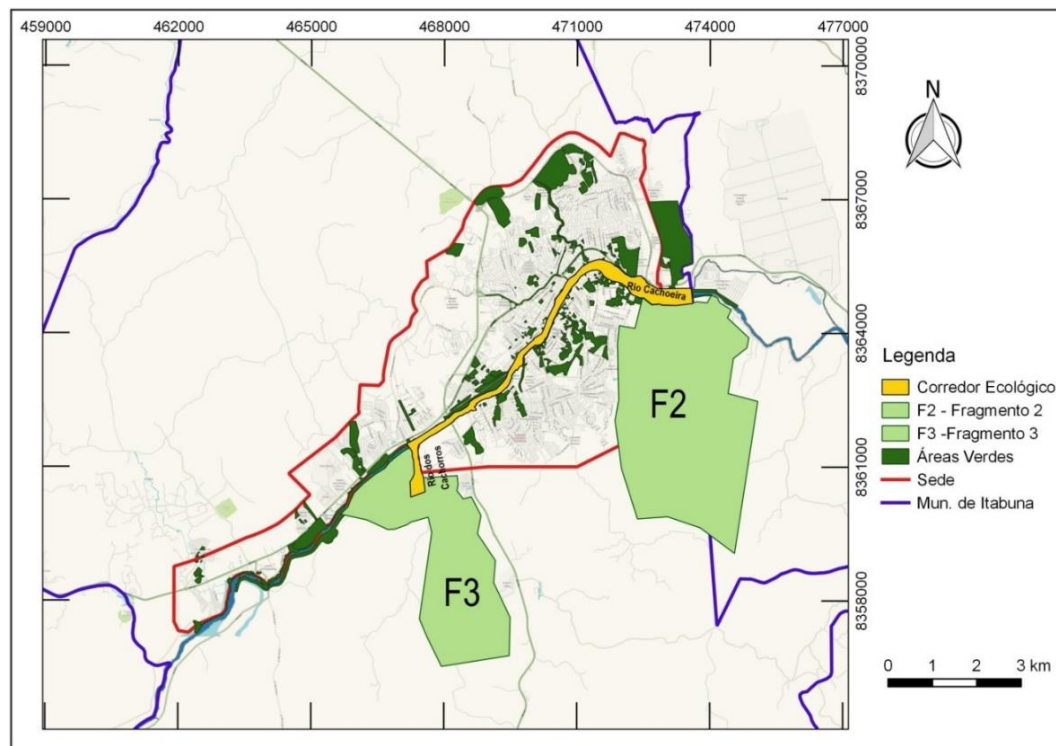 459000 462000 465000 468000 471000 474000 477000
8370000
8367000
8364000
8361000
8358000
N
Rio Cachoeira
F2
Rio dos
Cachorros
F3
Legenda
Corredor Ecológico
F2 - Fragmento 2
F3 -Fragmento 3
Áreas Verdes
Sede
Mun. de Itabuna
0 1 2 3 km